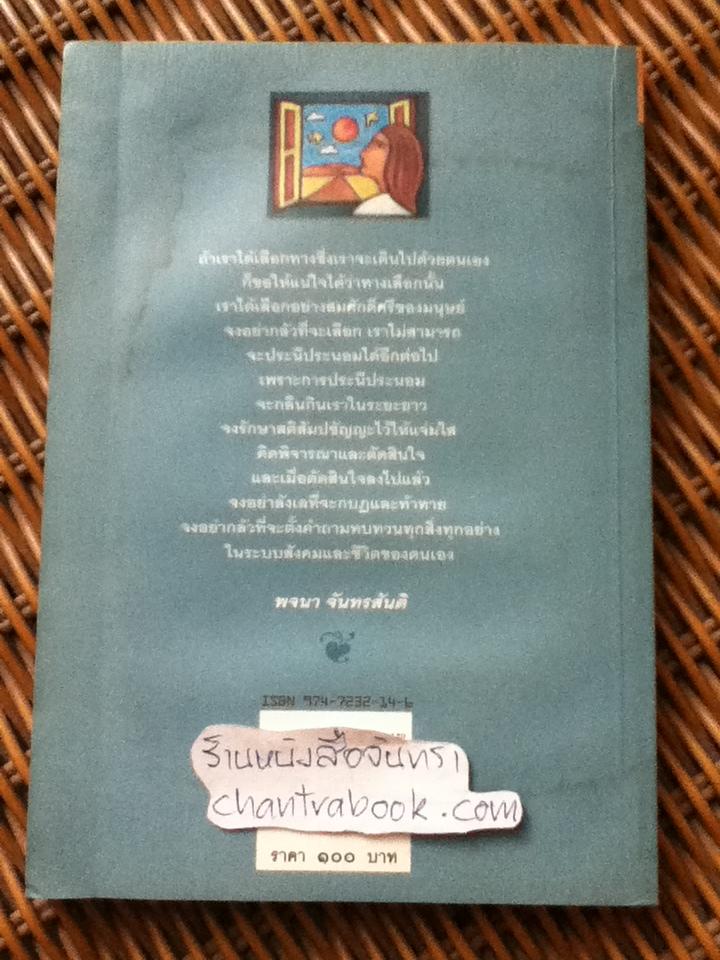 ถ้าเราได้เลือกทางซึ่งเราจะเดินไปด้วยตนเอง
ก็ขอให้แน่ใจได้ว่าทางเลือกนั้น
เราได้เลือกอย่างสมศักดิ์ศรีของมนุษย์
จงอย่ากลัวที่จะเลือก เราไม่สามารถ
จะประนีประนอมได้อีกต่อไป
เพราะการประนีประนอม
จะกลืนกินเราในระยะยาว
จงรักษาสติสัมปชัญญะไว้ให้แจ่มใส
คิดพิจารณาและตัดสินใจ
และเมื่อตัดสินใจลงไปแล้ว
จงอย่าลังเลที่จะกบฏและท้าทาย
จงอย่ากลัวที่จะตั้งคำถามทบทวนทุกสิ่งทุกอย่าง
ในระบบสังคมและชีวิตของตนเอง
พจนา จันทรสันติ
ISBN 974-7232-14-6
ร้านหนังสือจันทรา
chantrabook.com
ราคา ๑๐๐ บาท